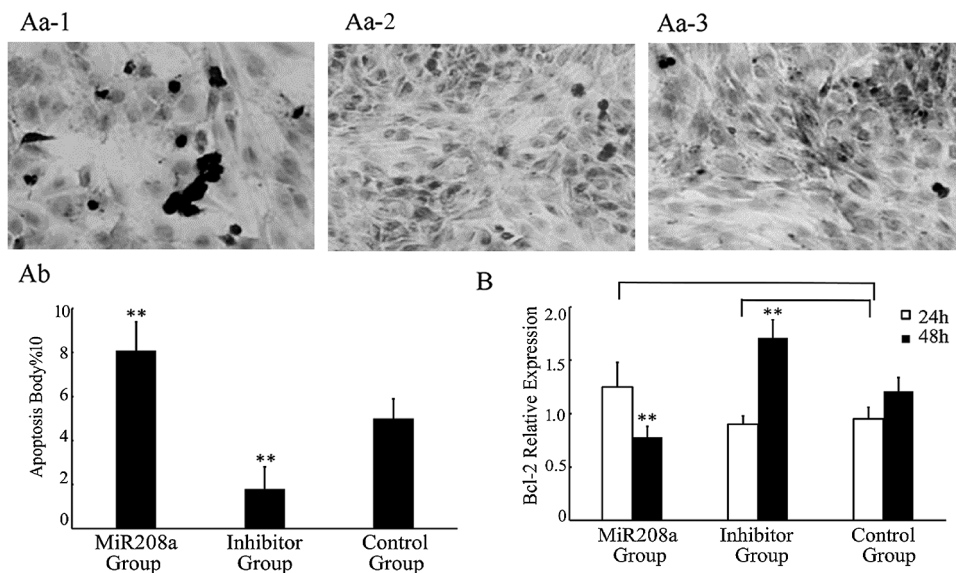 Aa-1
Aa-2
Aa-3
Ab
Apoptosis Body%10
10
8
6
4
2
0
**
**
MiR208a
Group
Inhibitor
Group
Control
Group
B
Bcl-2 Relative Expression
2.0
1.5
1.0
0.5
0
24h
48h
**
**
MiR208a
Group
Inhibitor
Group
Control
Group